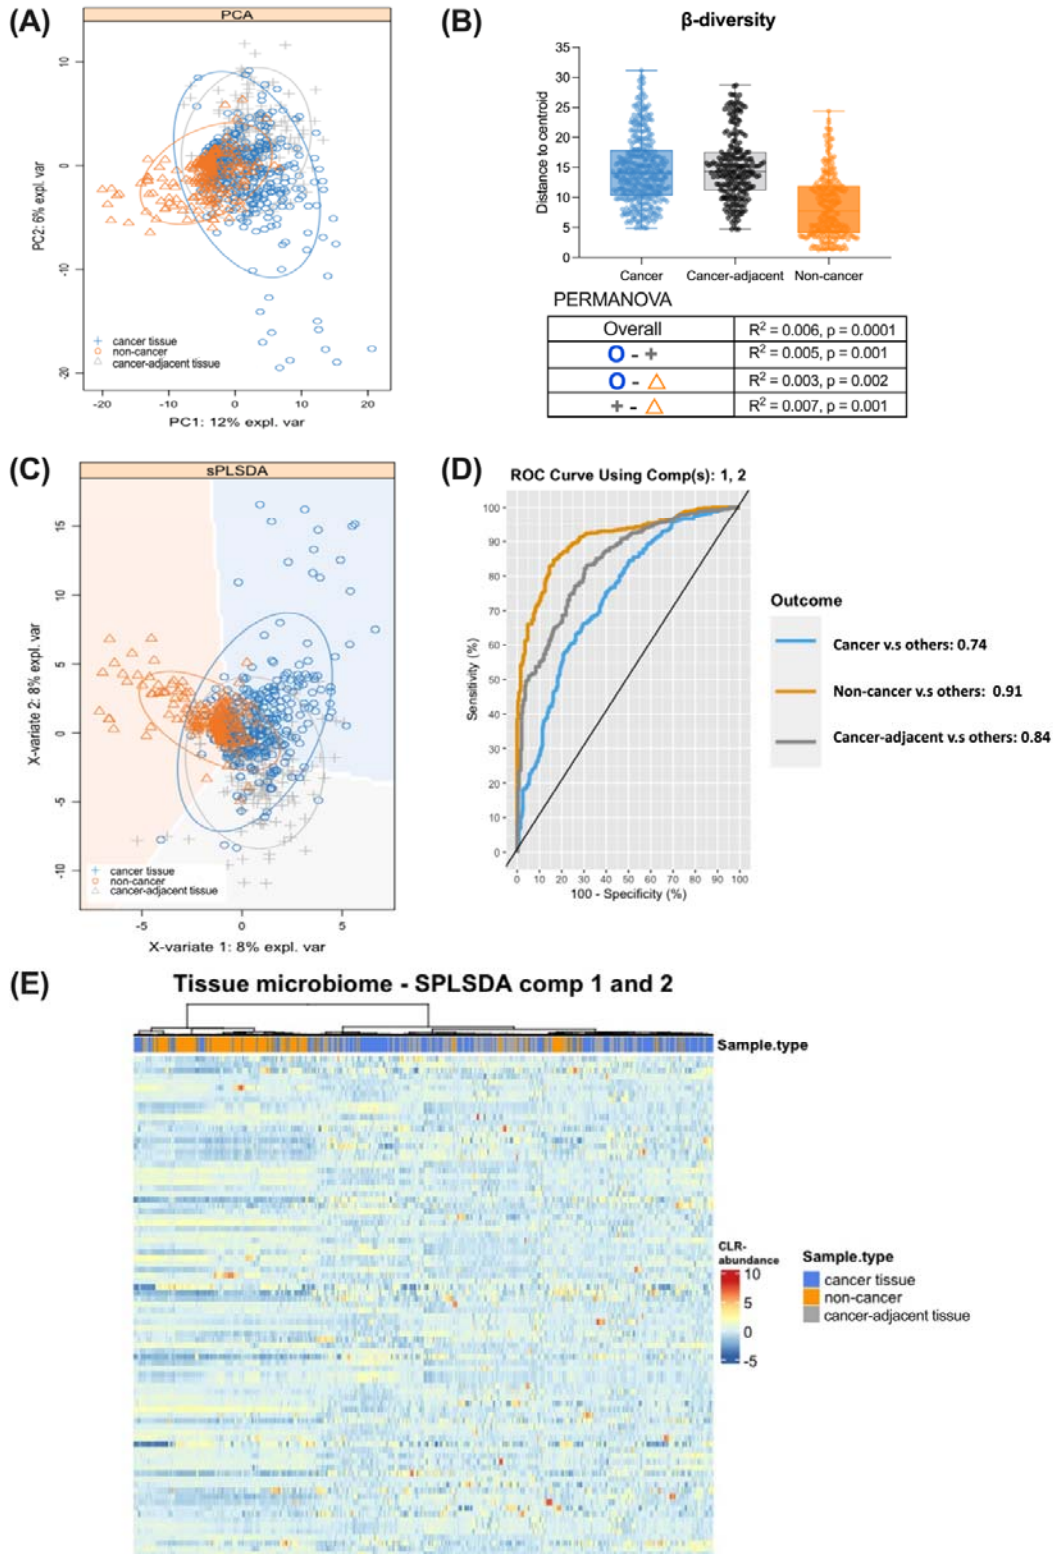 (A)
PCA
10
0
-10
-20
PC2: 6% expl. var
cancer tissue
non-cancer
cancer-adjacent tissue
-20 -10 0 10 20
PC1: 12% expl. var
(B)
β-diversity
35
30
25
20
15
10
5
0
Distance to centroid
Cancer Cancer-adjacent Non-cancer
PERMANOVA
Overall R² = 0.006, p = 0.0001
O - + R² = 0.005, p = 0.001
O - △ R² = 0.003, p = 0.002
+ - △ R² = 0.007, p = 0.001
(C)
sPLSDA
15
10
5
0
-5
-10
X-variate 2: 8% expl. var
cancer tissue
non-cancer
cancer-adjacent tissue
-5 0 5
X-variate 1: 8% expl. var
(D)
ROC Curve Using Comp(s): 1, 2
100
90
80
70
60
50
40
30
20
10
0
Sensitivity (%)
0 10 20 30 40 50 60 70 80 90 100
100 - Specificity (%)
Outcome
Cancer v.s others: 0.74
Non-cancer v.s others: 0.91
Cancer-adjacent v.s others: 0.84
(E)
Tissue microbiome - SPLSDA comp 1 and 2
Sample.type
CLR-
abundance
10
5
0
-5
Sample.type
cancer tissue
non-cancer
cancer-adjacent tissue